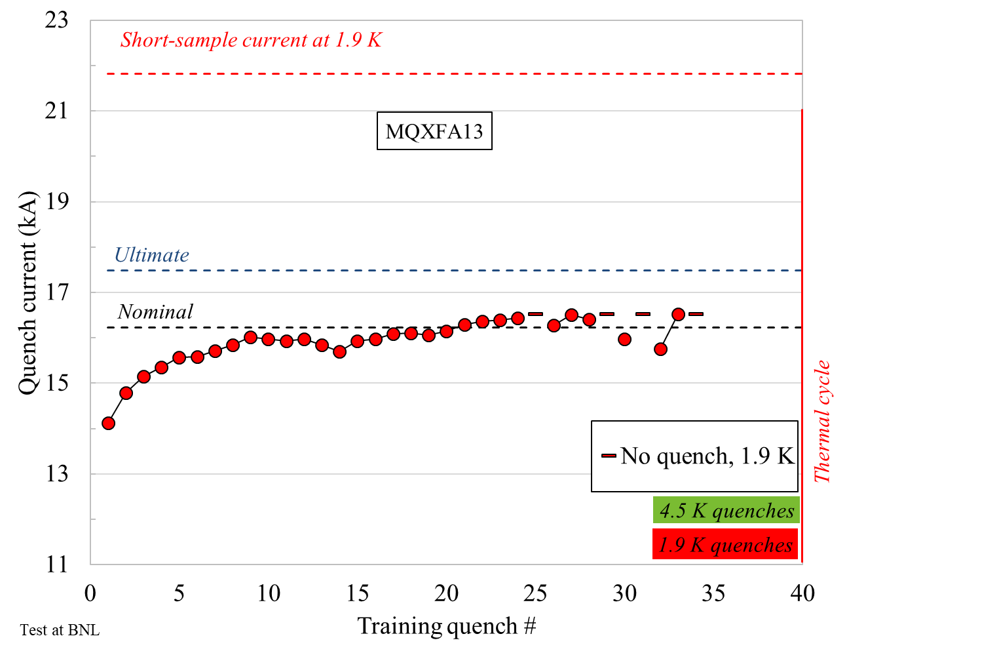 23
Short-sample current at 1.9 K
21
MQXFA13
19
Ultimate
17
Nominal
15
13
11
Quench current (kA)
No quench, 1.9 K
4.5 K quenches
1.9 K quenches
Thermal cycle
0 5 10 15 20 25 30 35 40
Training quench #
Test at BNL